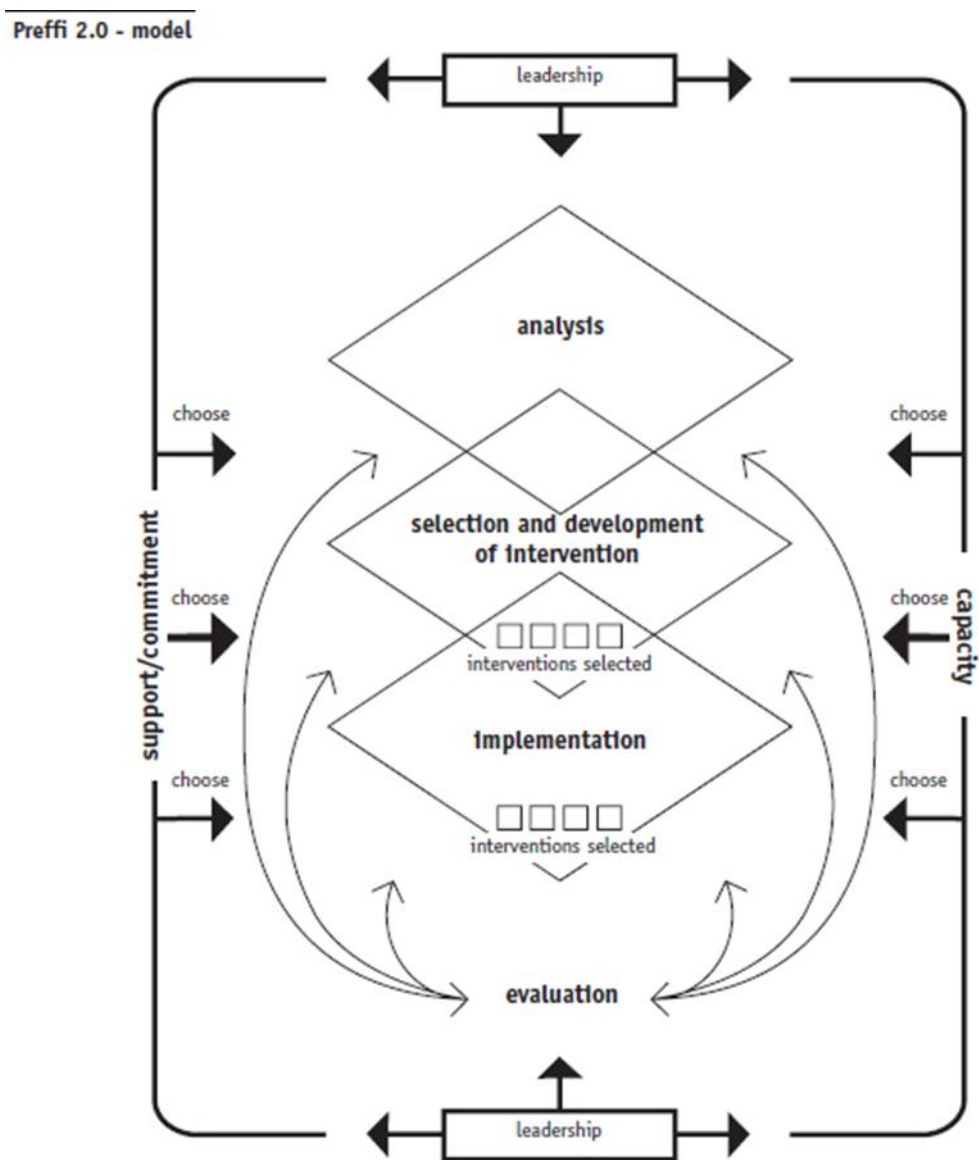 Preffi 2.0 - model
leadership
analysis
choose
choose
selection and development
of intervention
support/commitment
capacity
choose
choose
interventions selected
implementation
choose
choose
interventions selected
evaluation
leadership